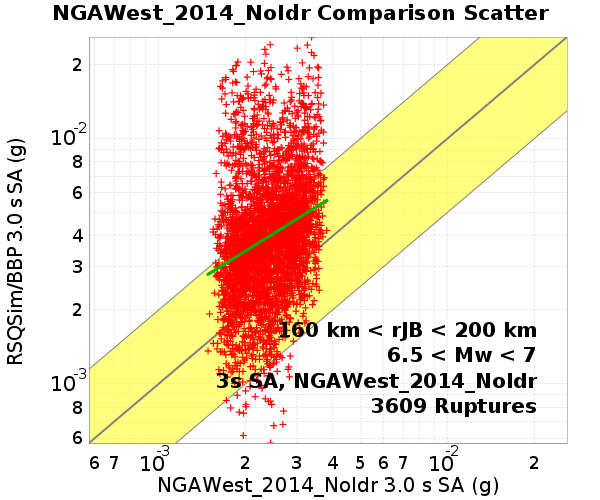 NGAWest_2014_NoIdr Comparison Scatter
RSQSim/BBP 3.0 s SA (g)
2
10-2
8
6
4
3
2
10-3
8
6
160 km < rJB < 200 km
6.5 < Mw < 7
3s SA, NGAWest_2014_NoIdr
3609 Ruptures
6 7 10-3 2 3 4 5 6 7 10-2 2
NGAWest_2014_NoIdr 3.0 s SA (g)